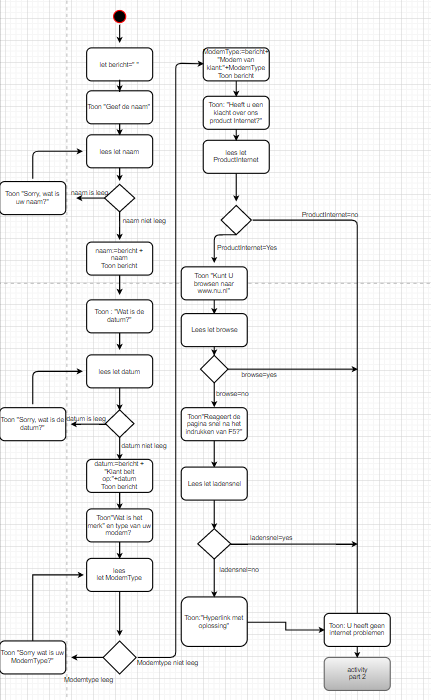 let bericht=" "
Toon "Geef de naam"
lees let naam
naam is leeg
Toon "Sorry, wat is
uw naam?"
naam niet leeg
naam:=bericht +
naam
Toon bericht
Toon : "Wat is de
datum?"
lees let datum
datum is leeg
Toon "Sorry, wat is de
datum?"
datum niet leeg
datum:=bericht +
"Klant belt
op:"+datum
Toon bericht
Toon"Wat is het
merk" en type van uw
modem?
lees
let ModemType
Toon "Sorry wat is uw
ModemType?"
Modemtype leeg
Modemtype niet leeg
ModemType:=bericht+
"Modem van
klant:"+ModemType
Toon bericht
Toon: "Heeft u een
klacht over ons
product Internet?"
lees let
ProductInternet
ProductInternet=no
ProductInternet=Yes
Toon "Kunt U
browsen naar
www.nu.nl"
Lees let browse
browse=yes
browse=no
Toon"Reageert de
pagina snel na het
indrukken van F5?"
Lees let ladensnel
ladensnel=yes
ladensnel=no
Toon:"Hyperlink met
oplossing"
Toon: U heeft geen
internet problemen
activity
part 2